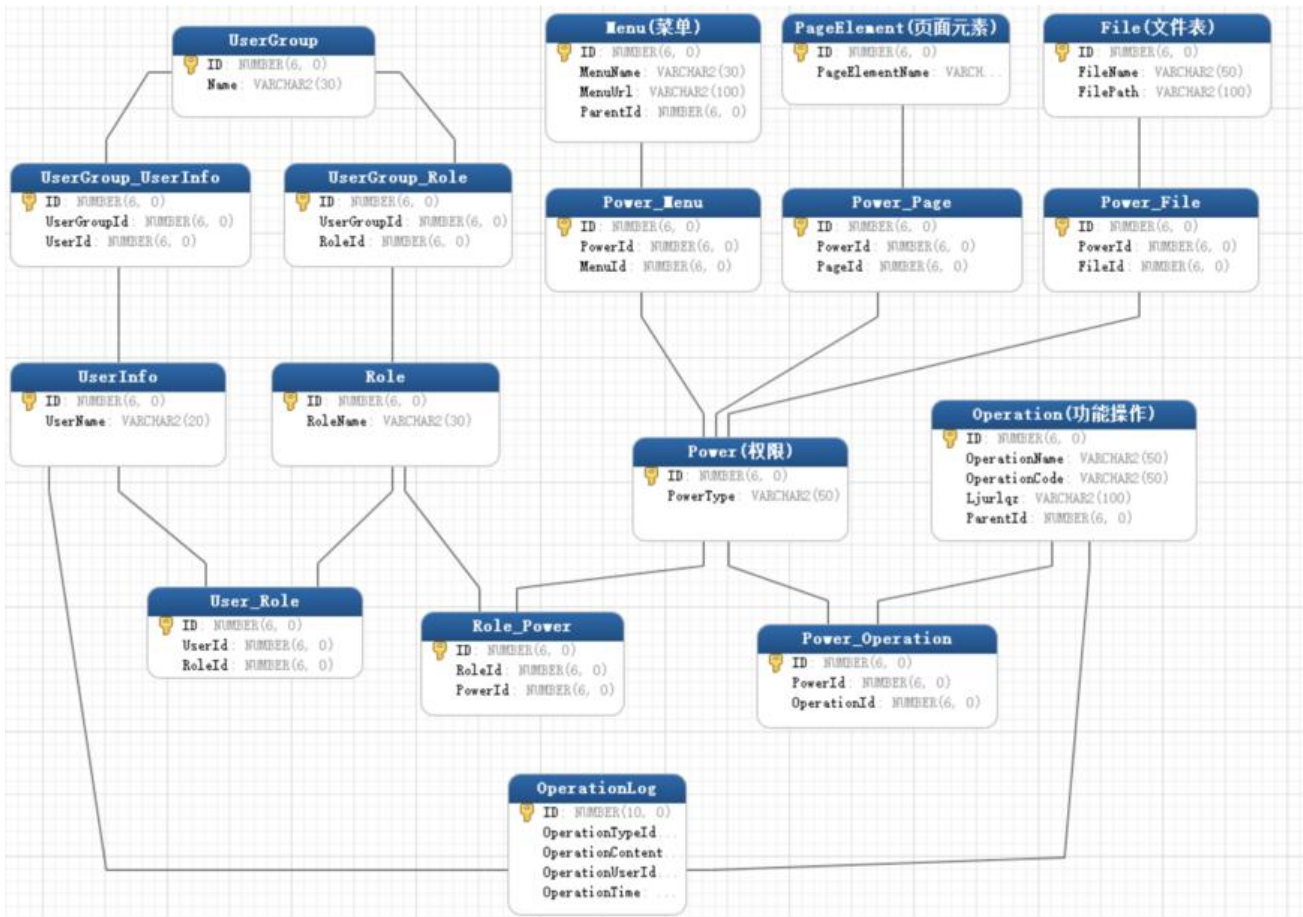 UserGroup
ID: NUMBER(6, 0)
Name: VARCHAR2(30)
Menu(菜单)
ID: NUMBER(6, 0)
MenuName: VARCHAR2(30)
MenuUrl: VARCHAR2(100)
ParentId: NUMBER(6, 0)
PageElement(页面元素)
ID: NUMBER(6, 0)
PageElementName: VARCH...
File(文件表)
ID: NUMBER(6, 0)
FileName: VARCHAR2(50)
FilePath: VARCHAR2(100)
UserGroup_UserInfo
ID: NUMBER(6, 0)
UserGroupId: NUMBER(6, 0)
UserId: NUMBER(6, 0)
UserGroup_Role
ID: NUMBER(6, 0)
UserGroupId: NUMBER(6, 0)
RoleId: NUMBER(6, 0)
Power_Menu
ID: NUMBER(6, 0)
PowerId: NUMBER(6, 0)
MenuId: NUMBER(6, 0)
Power_Page
ID: NUMBER(6, 0)
PowerId: NUMBER(6, 0)
PageId: NUMBER(6, 0)
Power_File
ID: NUMBER(6, 0)
PowerId: NUMBER(6, 0)
FileId: NUMBER(6, 0)
UserInfo
ID: NUMBER(6, 0)
UserName: VARCHAR2(20)
Role
ID: NUMBER(6, 0)
RoleName: VARCHAR2(30)
Power(权限)
ID: NUMBER(6, 0)
PowerType: VARCHAR2(50)
Operation(功能操作)
ID: NUMBER(6, 0)
OperationName: VARCHAR2(50)
OperationCode: VARCHAR2(50)
Ljurlqz: VARCHAR2(100)
ParentId: NUMBER(6, 0)
User_Role
ID: NUMBER(6, 0)
UserId: NUMBER(6, 0)
RoleId: NUMBER(6, 0)
Role_Power
ID: NUMBER(6, 0)
RoleId: NUMBER(6, 0)
PowerId: NUMBER(6, 0)
Power_Operation
ID: NUMBER(6, 0)
PowerId: NUMBER(6, 0)
OperationId: NUMBER(6, 0)
OperationLog
ID: NUMBER(10, 0)
OperationTypeId...
OperationContent...
OperationUserId...
OperationTime: ...